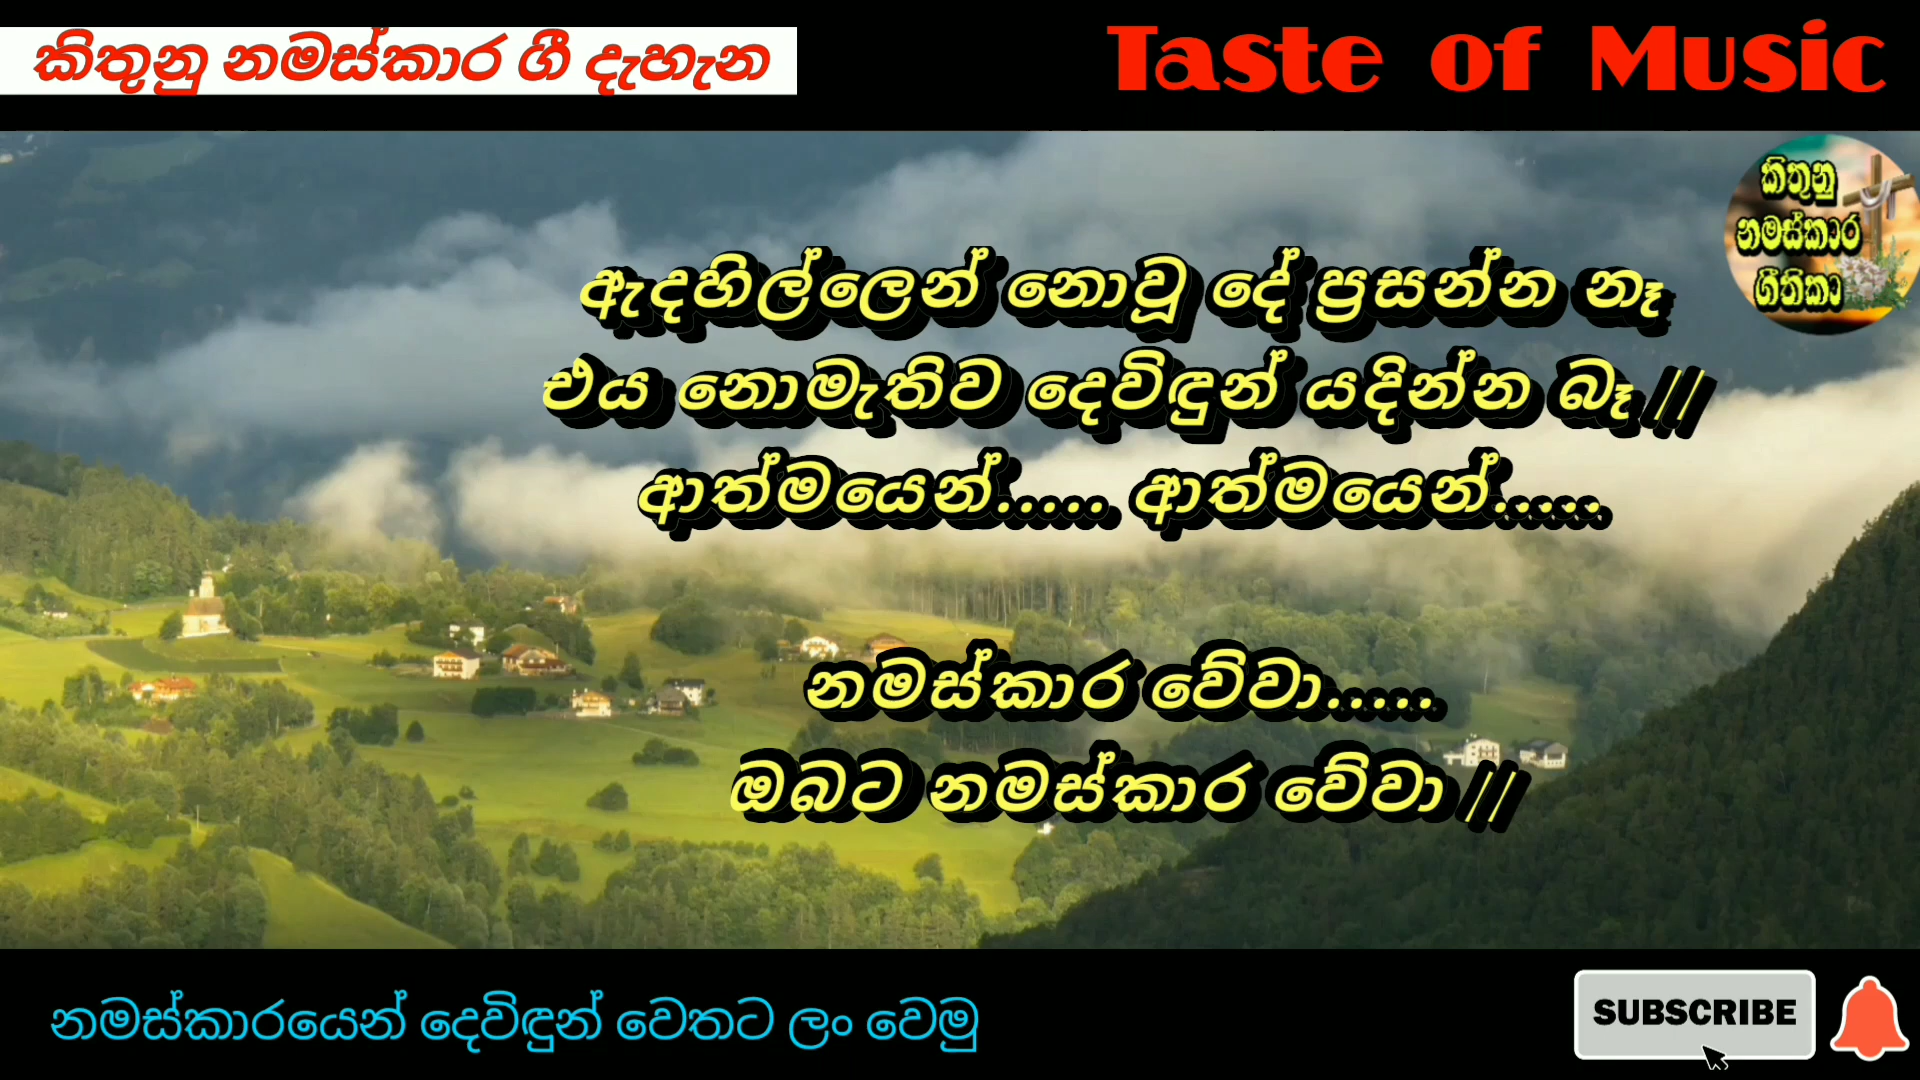 කිතුනු නමස්කාර ගී දැහැන
Taste of Music
කිතුනු
නමස්කාර
ගීතිකා
ඇදහිල්ලෙන් නොවූ දේ ප්‍රසන්න නෑ
එය නොමැතිව දෙවිඳුන් යදින්න බෑ //
ආත්මයෙන්..... ආත්මයෙන්.....
නමස්කාර වේවා.....
ඔබට නමස්කාර වේවා //
නමස්කාරයෙන් දෙවිඳුන් වෙතට ලං වෙමු
SUBSCRIBE